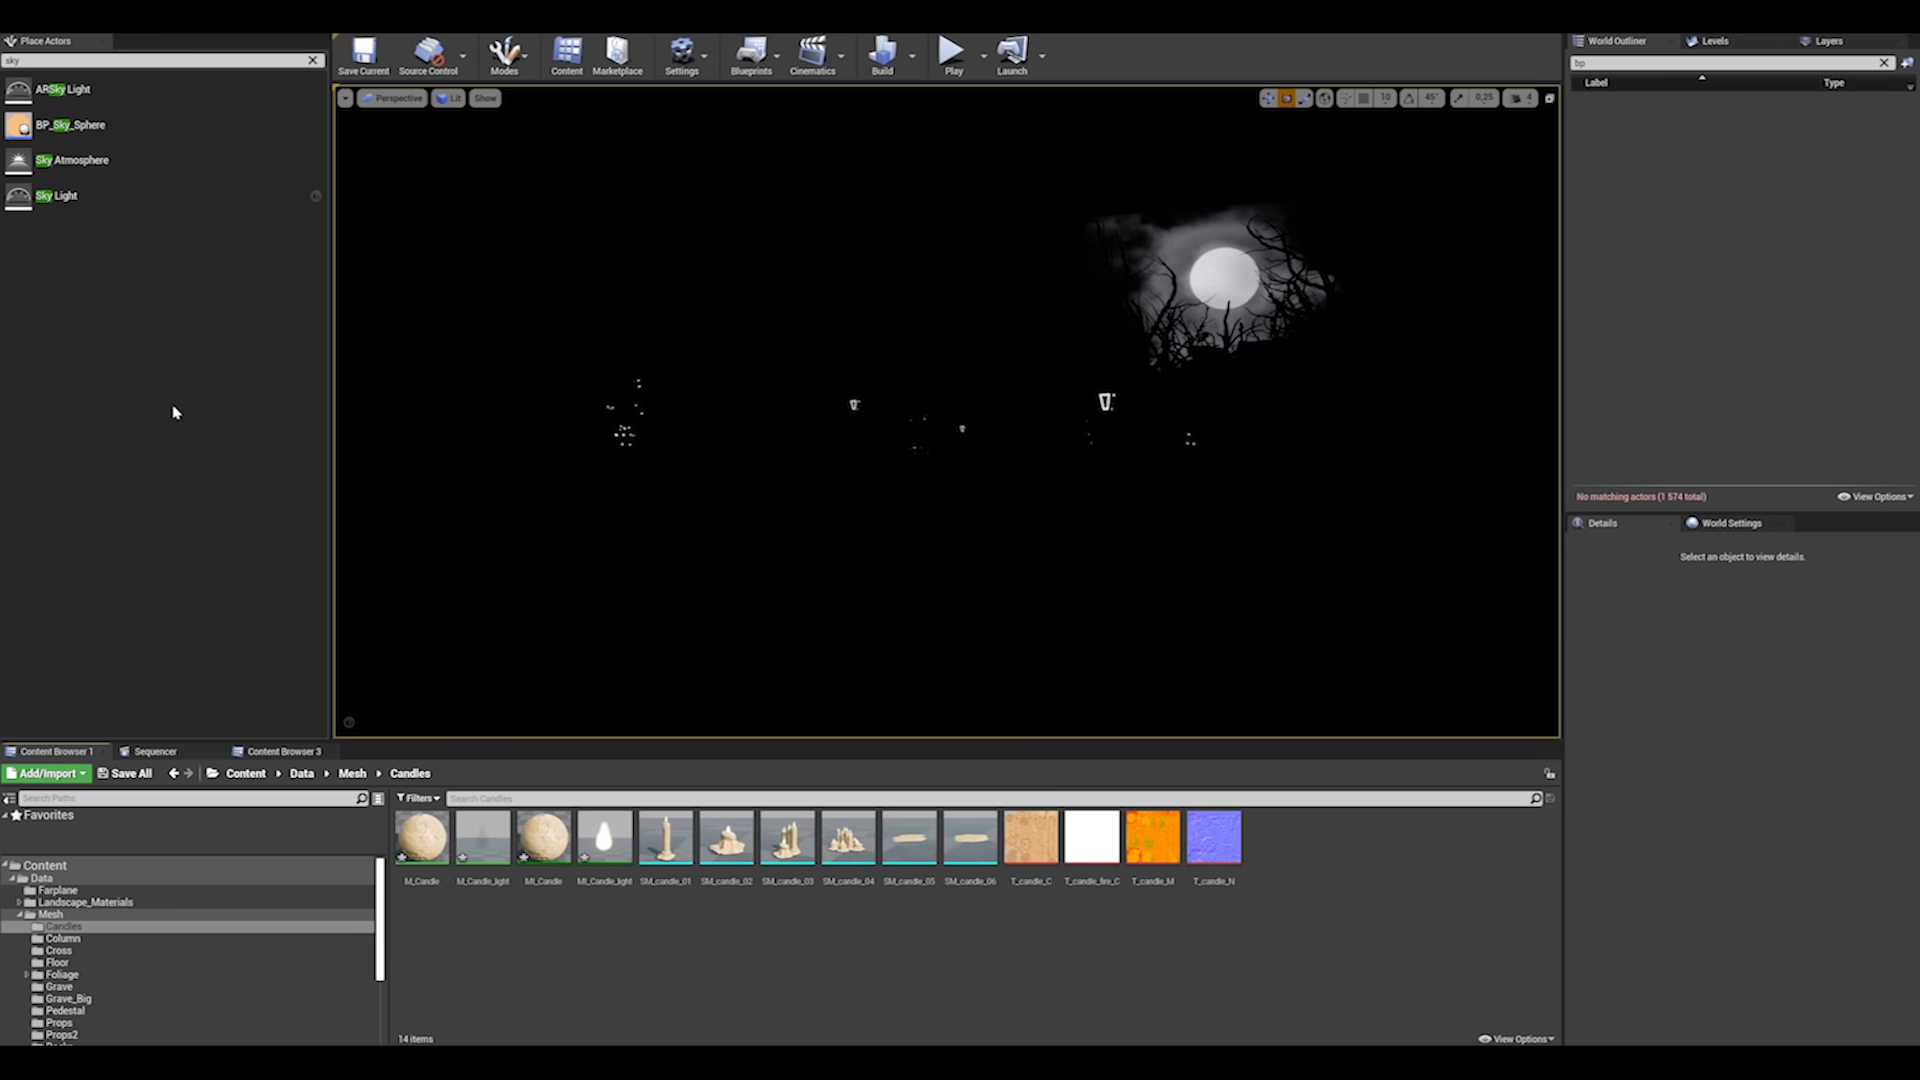 Place Actors
sky
ARSky Light
BP_Sky_Sphere
Sky Atmosphere
Sky Light
Save Current
Source Control
Modes
Content
Marketplace
Settings
Blueprints
Cinematics
Build
Play
Launch
Perspective
Lit
Show
10
45°
0,25
4
World Outliner
Levels
Layers
bp
Label
Type
No matching actors (1 574 total)
View Options
Details
World Settings
Select an object to view details.
Content Browser 1
Sequencer
Content Browser 3
Add/Import
Save All
Content
Data
Mesh
Candles
Search Paths
Filters
Search Candles
Favorites
Content
Data
Farplane
Landscape_Materials
Mesh
Candles
Column
Cross
Floor
Foliage
Grave
Grave_Big
Pedestal
Props
Props2
M_Candle
M_Candle_light
MI_Candle
MI_Candle_light
SM_candle_01
SM_candle_02
SM_candle_03
SM_candle_04
SM_candle_05
SM_candle_06
T_candle_C
T_candle_fire_C
T_candle_M
T_candle_N
14 items
View Options